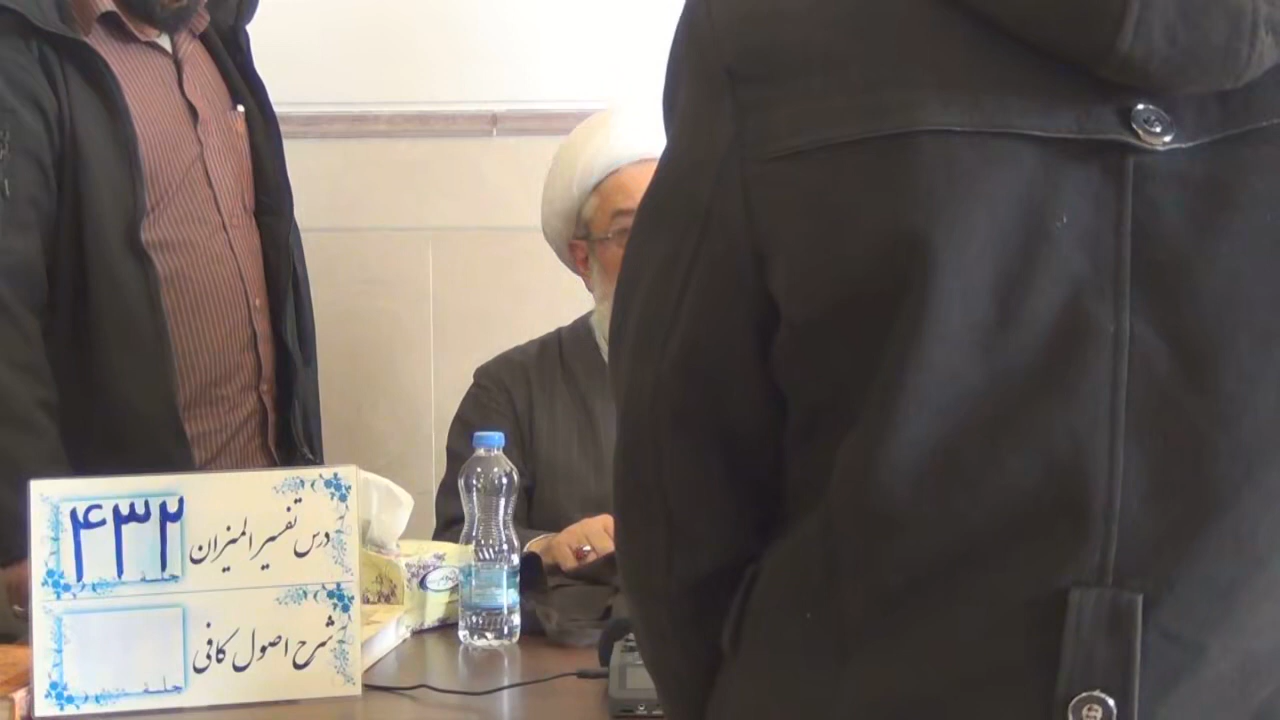 درس تفسیر المیزان
۴۳۲
جلسه
شرح اصول کافی
جلسه